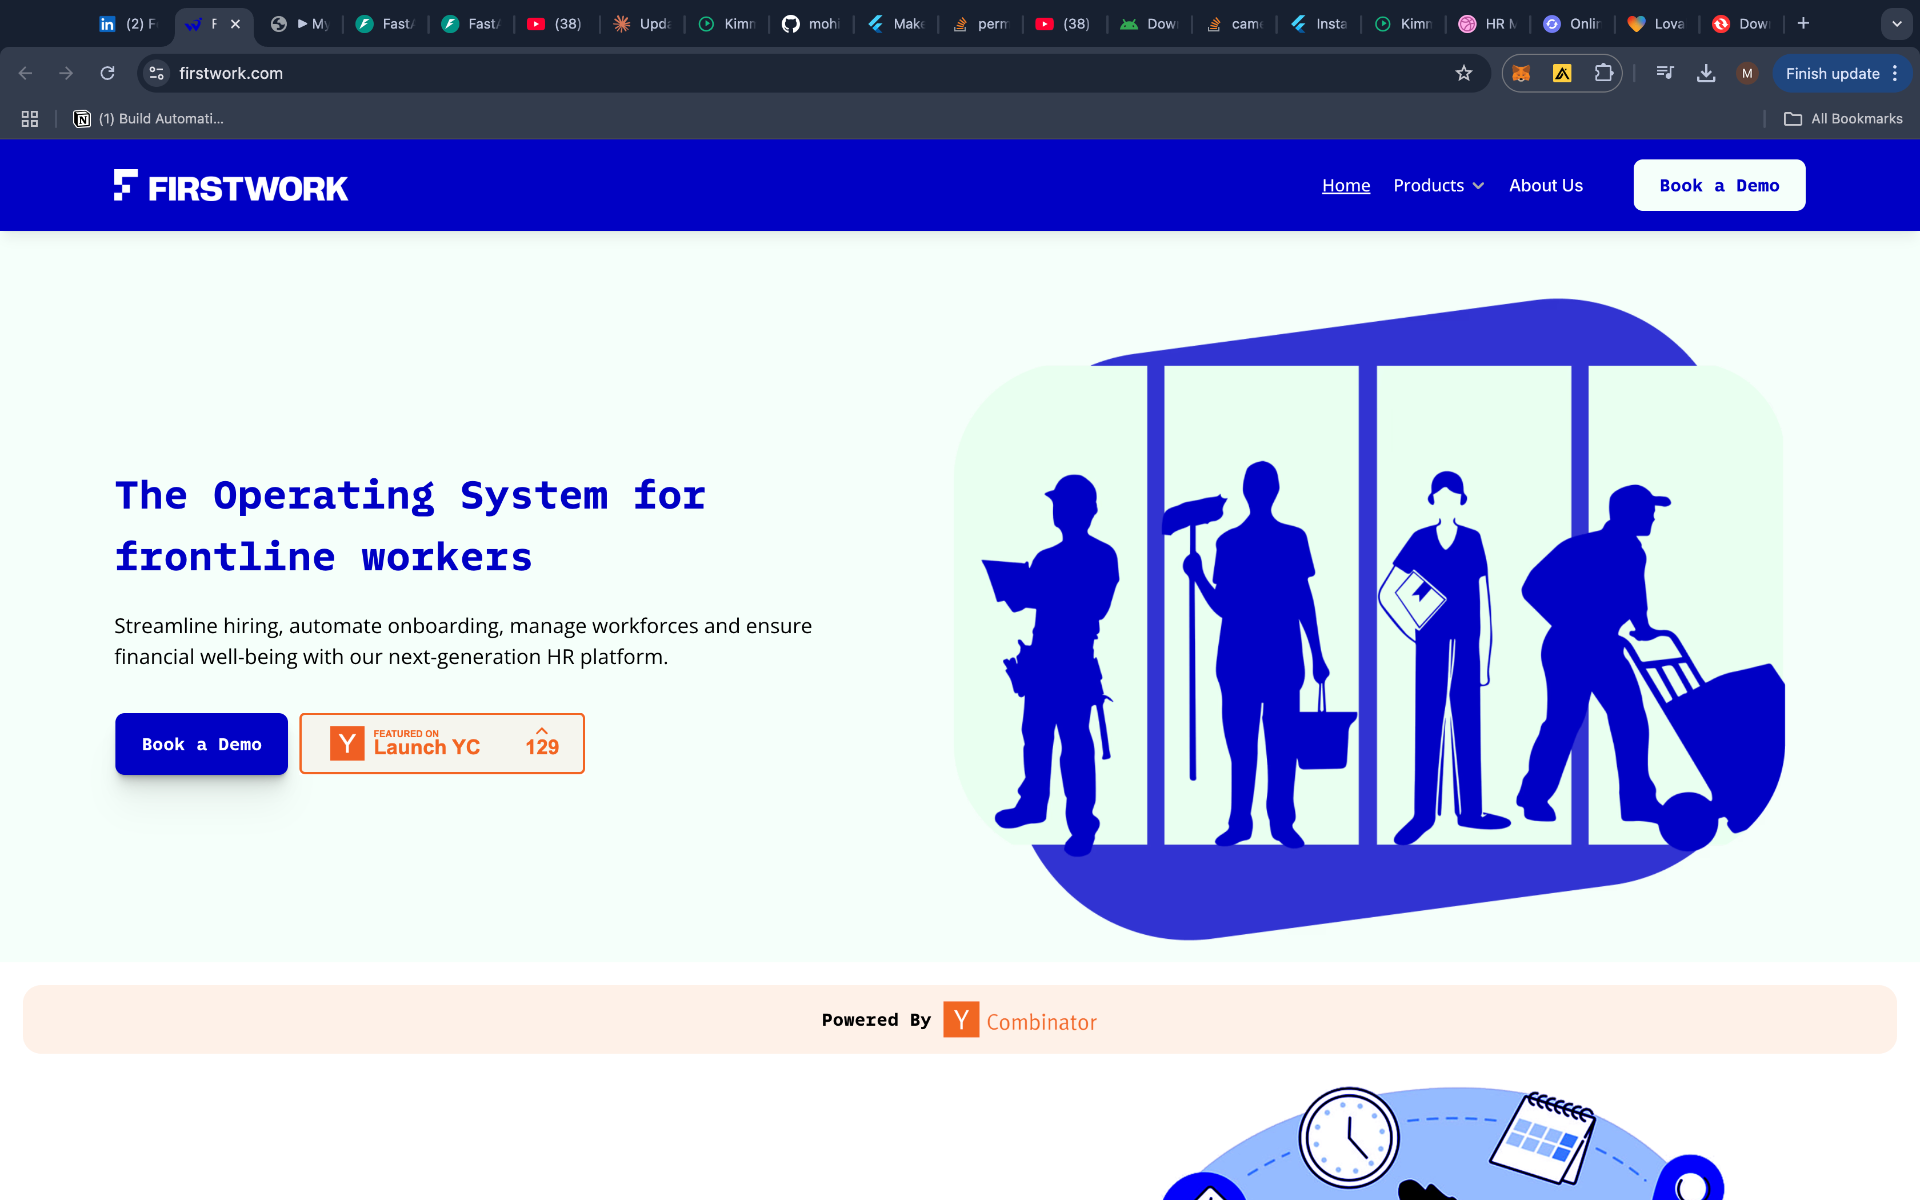 (2) F
F
My
Fast
Fast
(38)
Upd
Kimn
mohi
Make
perm
(38)
Dow
came
Insta
Kimn
HR M
Onlin
Lova
Dow
firstwork.com
M
Finish update
(1) Build Automati...
All Bookmarks
FIRSTWORK
Home
Products
About Us
Book a Demo
The Operating System for
frontline workers
Streamline hiring, automate onboarding, manage workforces and ensure
financial well-being with our next-generation HR platform.
Book a Demo
Y
FEATURED ON
Launch YC
129
Powered By Y Combinator